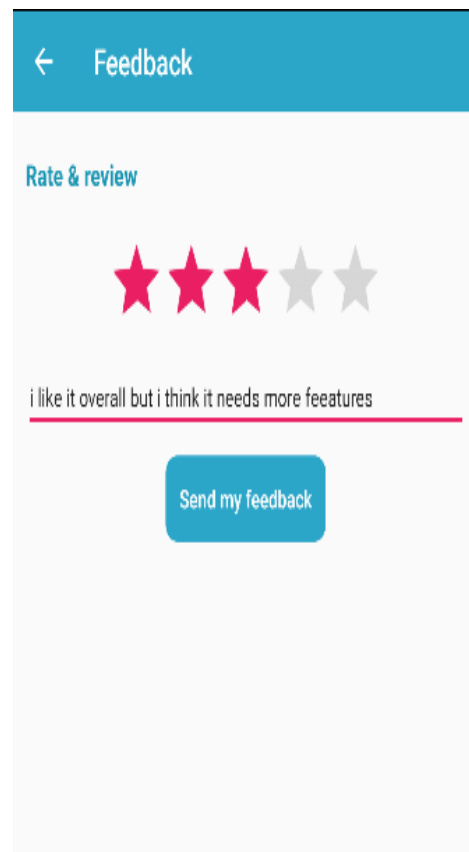 Feedback
Rate & review
i like it overall but i think it needs more feeatures
Send my feedback